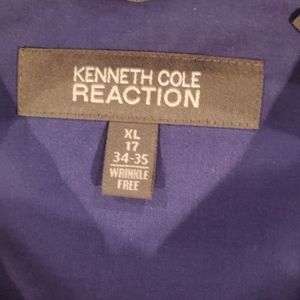 KENNETH COLE
REACTION
XL
17
34-35
WRINKLE
FREE